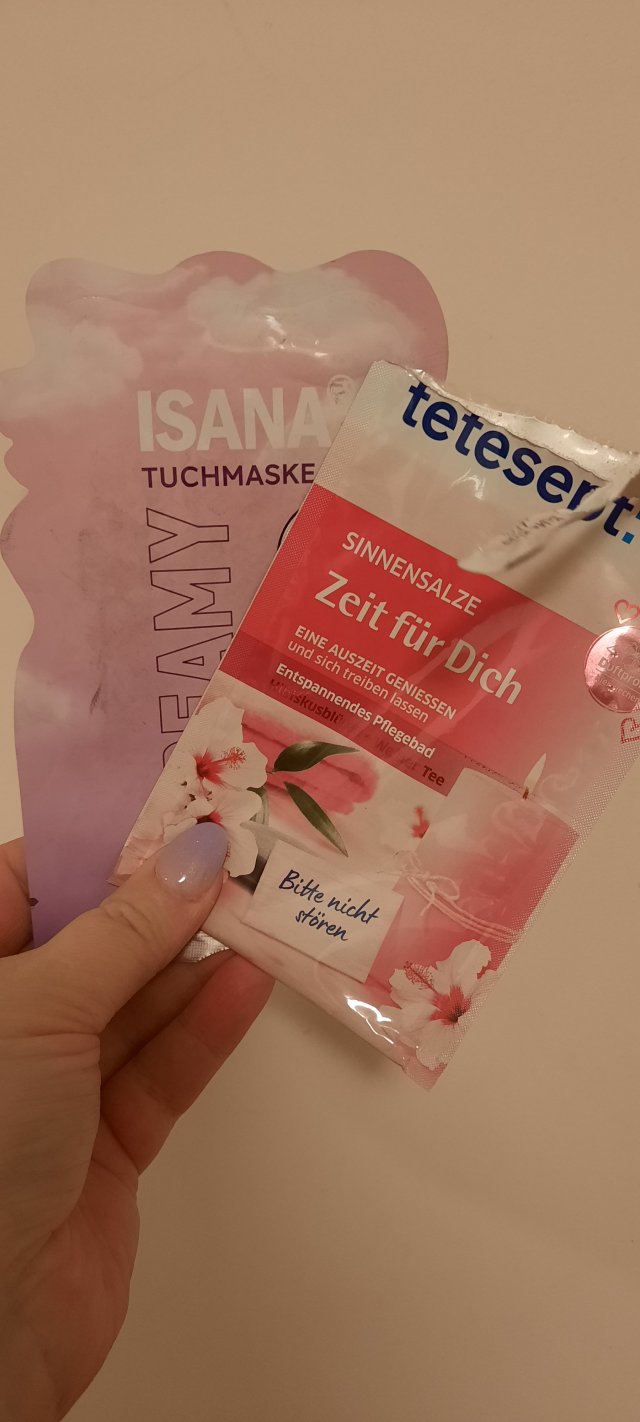 ISANA
TUCHMASKE
tetesept:
SINNENSALZE
Zeit für Dich
EINE AUSZEIT GENIESSEN
und sich treiben lassen
Entspannendes Pflegebad
Tee
Bitte nicht
stören